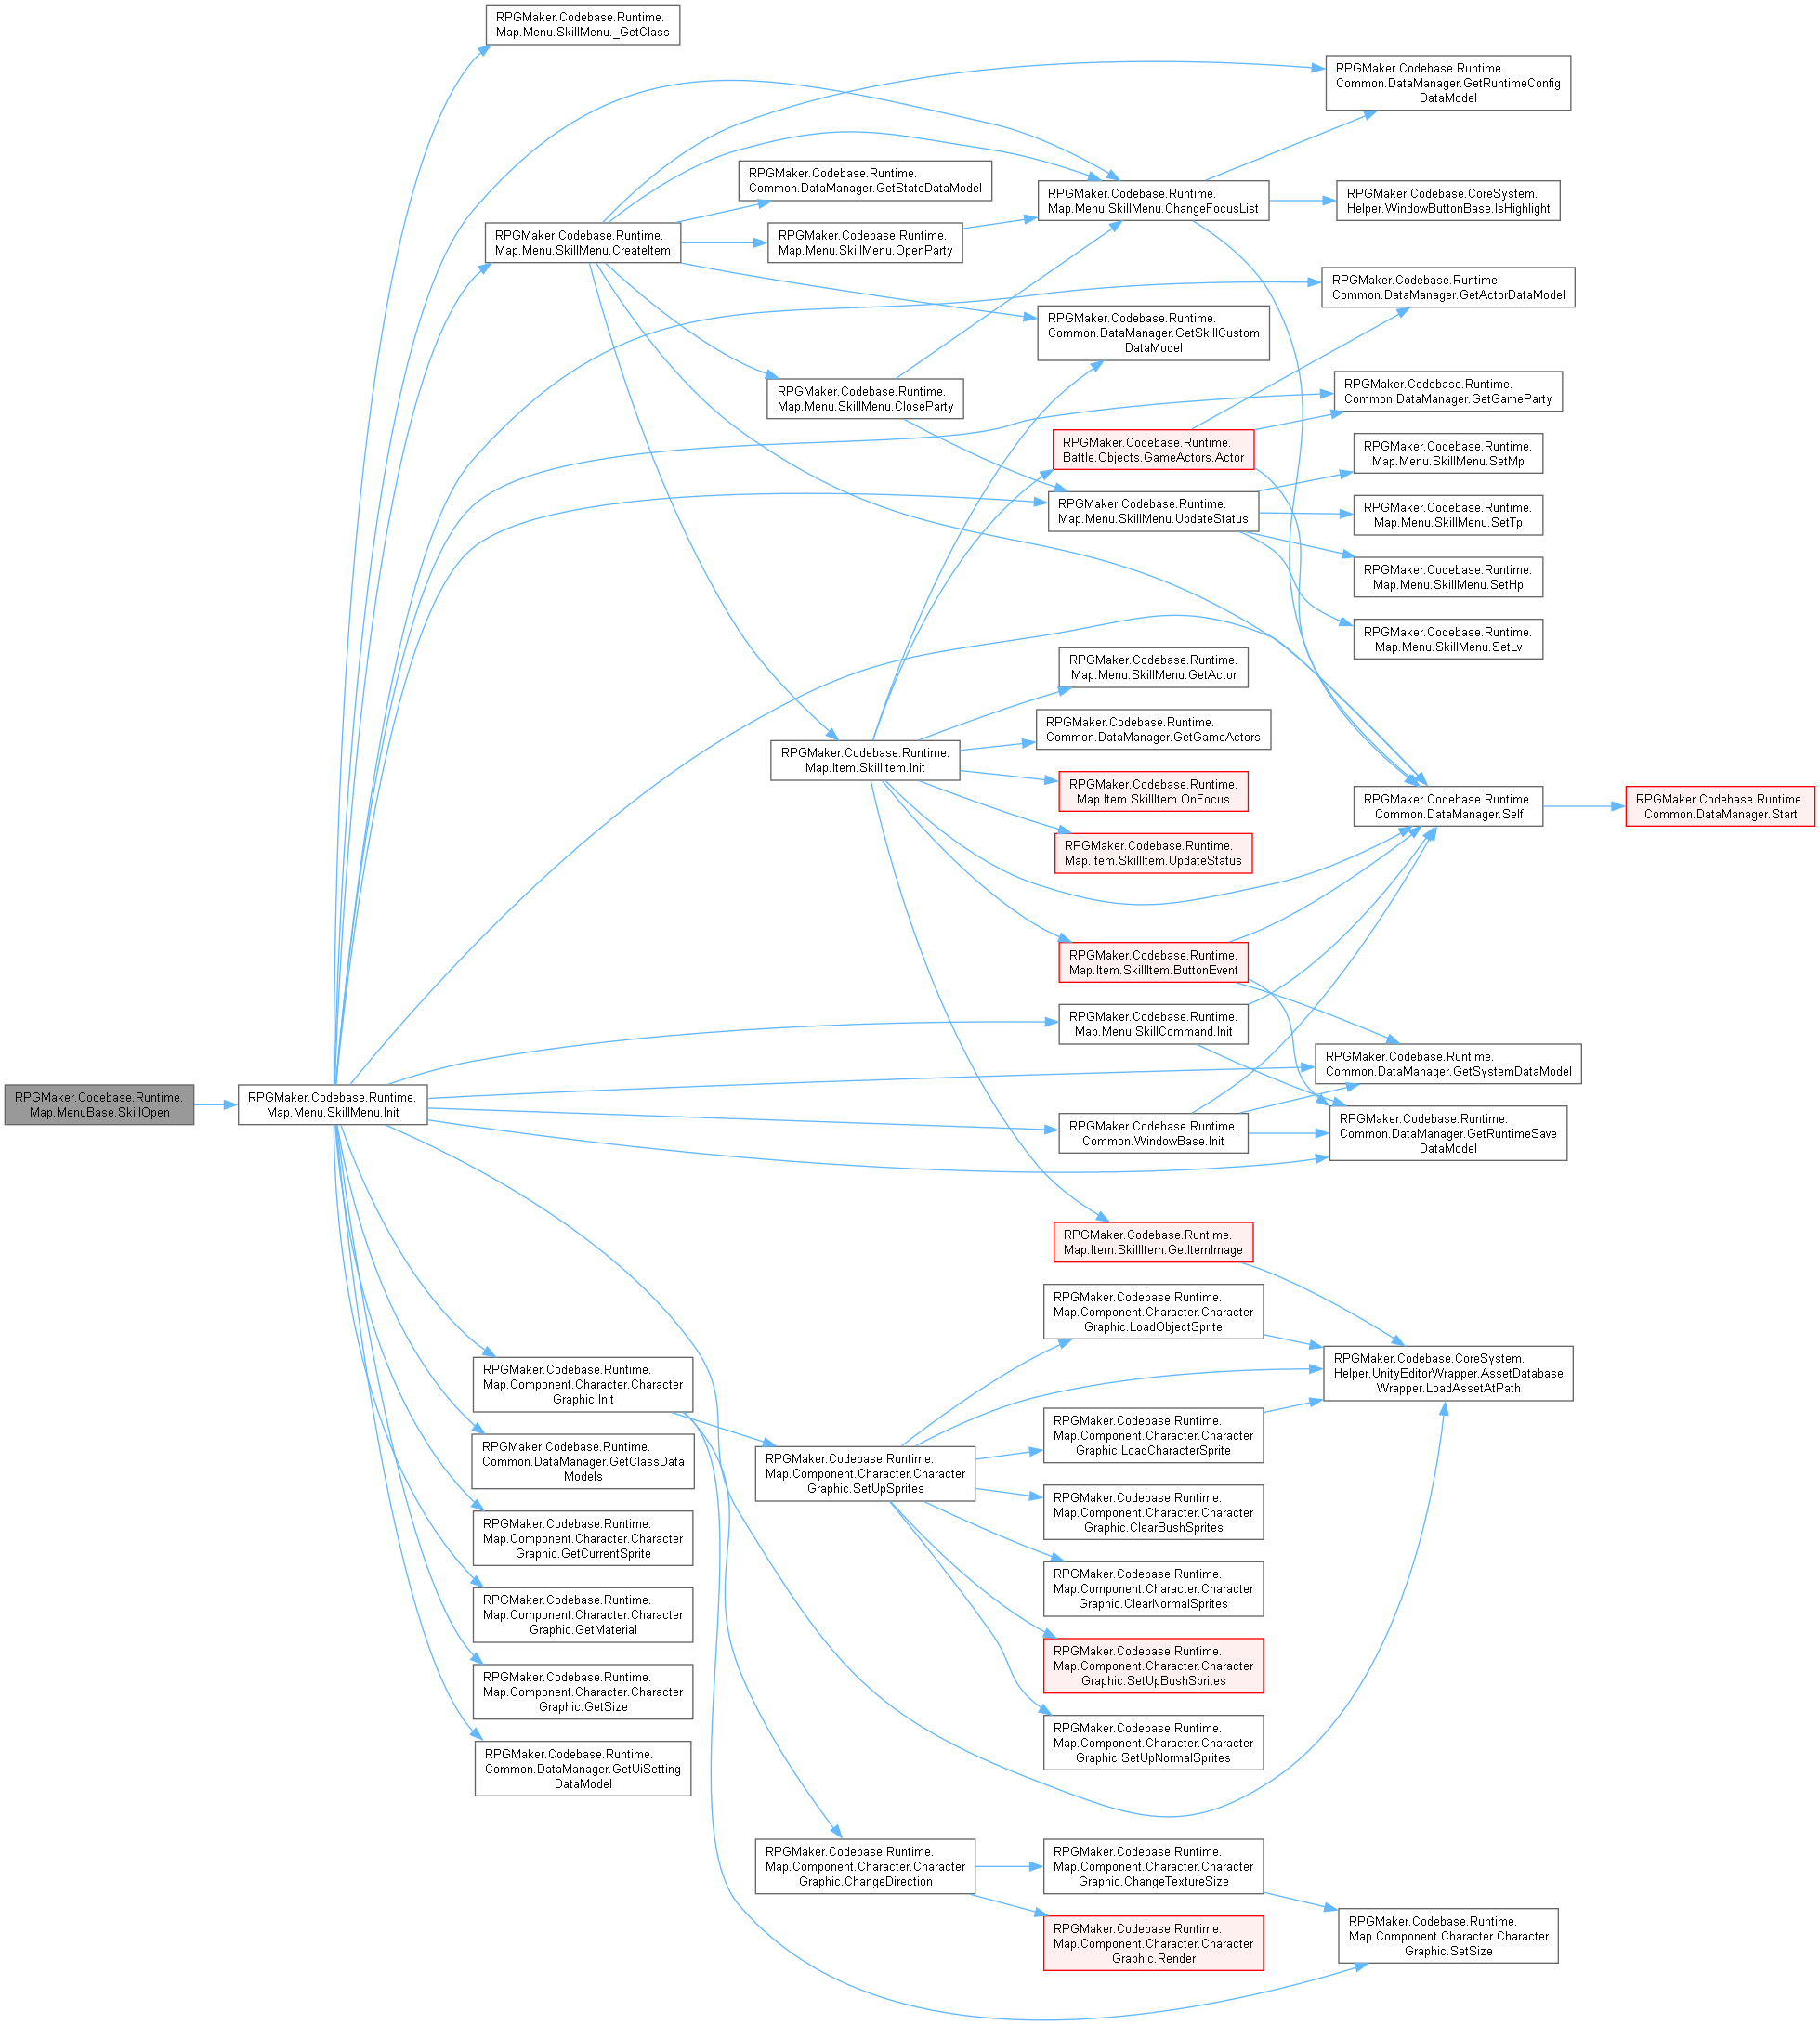 RPGMaker.Codebase.Runtime.
Map.MenuBase.SkillOpen
RPGMaker.Codebase.Runtime.
Map.Menu.SkillMenu.Init
RPGMaker.Codebase.Runtime.
Map.Menu.SkillMenu._GetClass
RPGMaker.Codebase.Runtime.
Map.Menu.SkillMenu.CreateItem
RPGMaker.Codebase.Runtime.
Map.Component.Character.Character
Graphic.Init
RPGMaker.Codebase.Runtime.
Common.DataManager.GetClassData
Models
RPGMaker.Codebase.Runtime.
Map.Component.Character.Character
Graphic.GetCurrentSprite
RPGMaker.Codebase.Runtime.
Map.Component.Character.Character
Graphic.GetMaterial
RPGMaker.Codebase.Runtime.
Map.Component.Character.Character
Graphic.GetSize
RPGMaker.Codebase.Runtime.
Common.DataManager.GetUiSetting
DataModel
RPGMaker.Codebase.Runtime.
Common.DataManager.GetStateDataModel
RPGMaker.Codebase.Runtime.
Map.Menu.SkillMenu.OpenParty
RPGMaker.Codebase.Runtime.
Map.Menu.SkillMenu.CloseParty
RPGMaker.Codebase.Runtime.
Map.Item.SkillItem.Init
RPGMaker.Codebase.Runtime.
Map.Component.Character.Character
Graphic.SetUpSprites
RPGMaker.Codebase.Runtime.
Map.Component.Character.Character
Graphic.ChangeDirection
RPGMaker.Codebase.Runtime.
Map.Menu.SkillMenu.ChangeFocusList
RPGMaker.Codebase.Runtime.
Common.DataManager.GetSkillCustom
DataModel
RPGMaker.Codebase.Runtime.
Battle.Objects.GameActors.Actor
RPGMaker.Codebase.Runtime.
Map.Menu.SkillMenu.UpdateStatus
RPGMaker.Codebase.Runtime.
Map.Menu.SkillMenu.GetActor
RPGMaker.Codebase.Runtime.
Common.DataManager.GetGameActors
RPGMaker.Codebase.Runtime.
Map.Item.SkillItem.OnFocus
RPGMaker.Codebase.Runtime.
Map.Item.SkillItem.UpdateStatus
RPGMaker.Codebase.Runtime.
Map.Item.SkillItem.ButtonEvent
RPGMaker.Codebase.Runtime.
Map.Menu.SkillCommand.Init
RPGMaker.Codebase.Runtime.
Common.WindowBase.Init
RPGMaker.Codebase.Runtime.
Map.Item.SkillItem.GetItemImage
RPGMaker.Codebase.Runtime.
Map.Component.Character.Character
Graphic.LoadObjectSprite
RPGMaker.Codebase.Runtime.
Map.Component.Character.Character
Graphic.LoadCharacterSprite
RPGMaker.Codebase.Runtime.
Map.Component.Character.Character
Graphic.ClearBushSprites
RPGMaker.Codebase.Runtime.
Map.Component.Character.Character
Graphic.ClearNormalSprites
RPGMaker.Codebase.Runtime.
Map.Component.Character.Character
Graphic.SetUpBushSprites
RPGMaker.Codebase.Runtime.
Map.Component.Character.Character
Graphic.SetUpNormalSprites
RPGMaker.Codebase.Runtime.
Map.Component.Character.Character
Graphic.ChangeTextureSize
RPGMaker.Codebase.Runtime.
Map.Component.Character.Character
Graphic.Render
RPGMaker.Codebase.Runtime.
Common.DataManager.GetRuntimeConfig
DataModel
RPGMaker.Codebase.CoreSystem.
Helper.WindowButtonBase.IsHighlight
RPGMaker.Codebase.Runtime.
Common.DataManager.GetActorDataModel
RPGMaker.Codebase.Runtime.
Common.DataManager.GetGameParty
RPGMaker.Codebase.Runtime.
Map.Menu.SkillMenu.SetMp
RPGMaker.Codebase.Runtime.
Map.Menu.SkillMenu.SetTp
RPGMaker.Codebase.Runtime.
Map.Menu.SkillMenu.SetHp
RPGMaker.Codebase.Runtime.
Map.Menu.SkillMenu.SetLv
RPGMaker.Codebase.Runtime.
Common.DataManager.Self
RPGMaker.Codebase.Runtime.
Common.DataManager.GetSystemDataModel
RPGMaker.Codebase.Runtime.
Common.DataManager.GetRuntimeSave
DataModel
RPGMaker.Codebase.CoreSystem.
Helper.UnityEditorWrapper.AssetDatabase
Wrapper.LoadAssetAtPath
RPGMaker.Codebase.Runtime.
Map.Component.Character.Character
Graphic.SetSize
RPGMaker.Codebase.Runtime.
Common.DataManager.Start